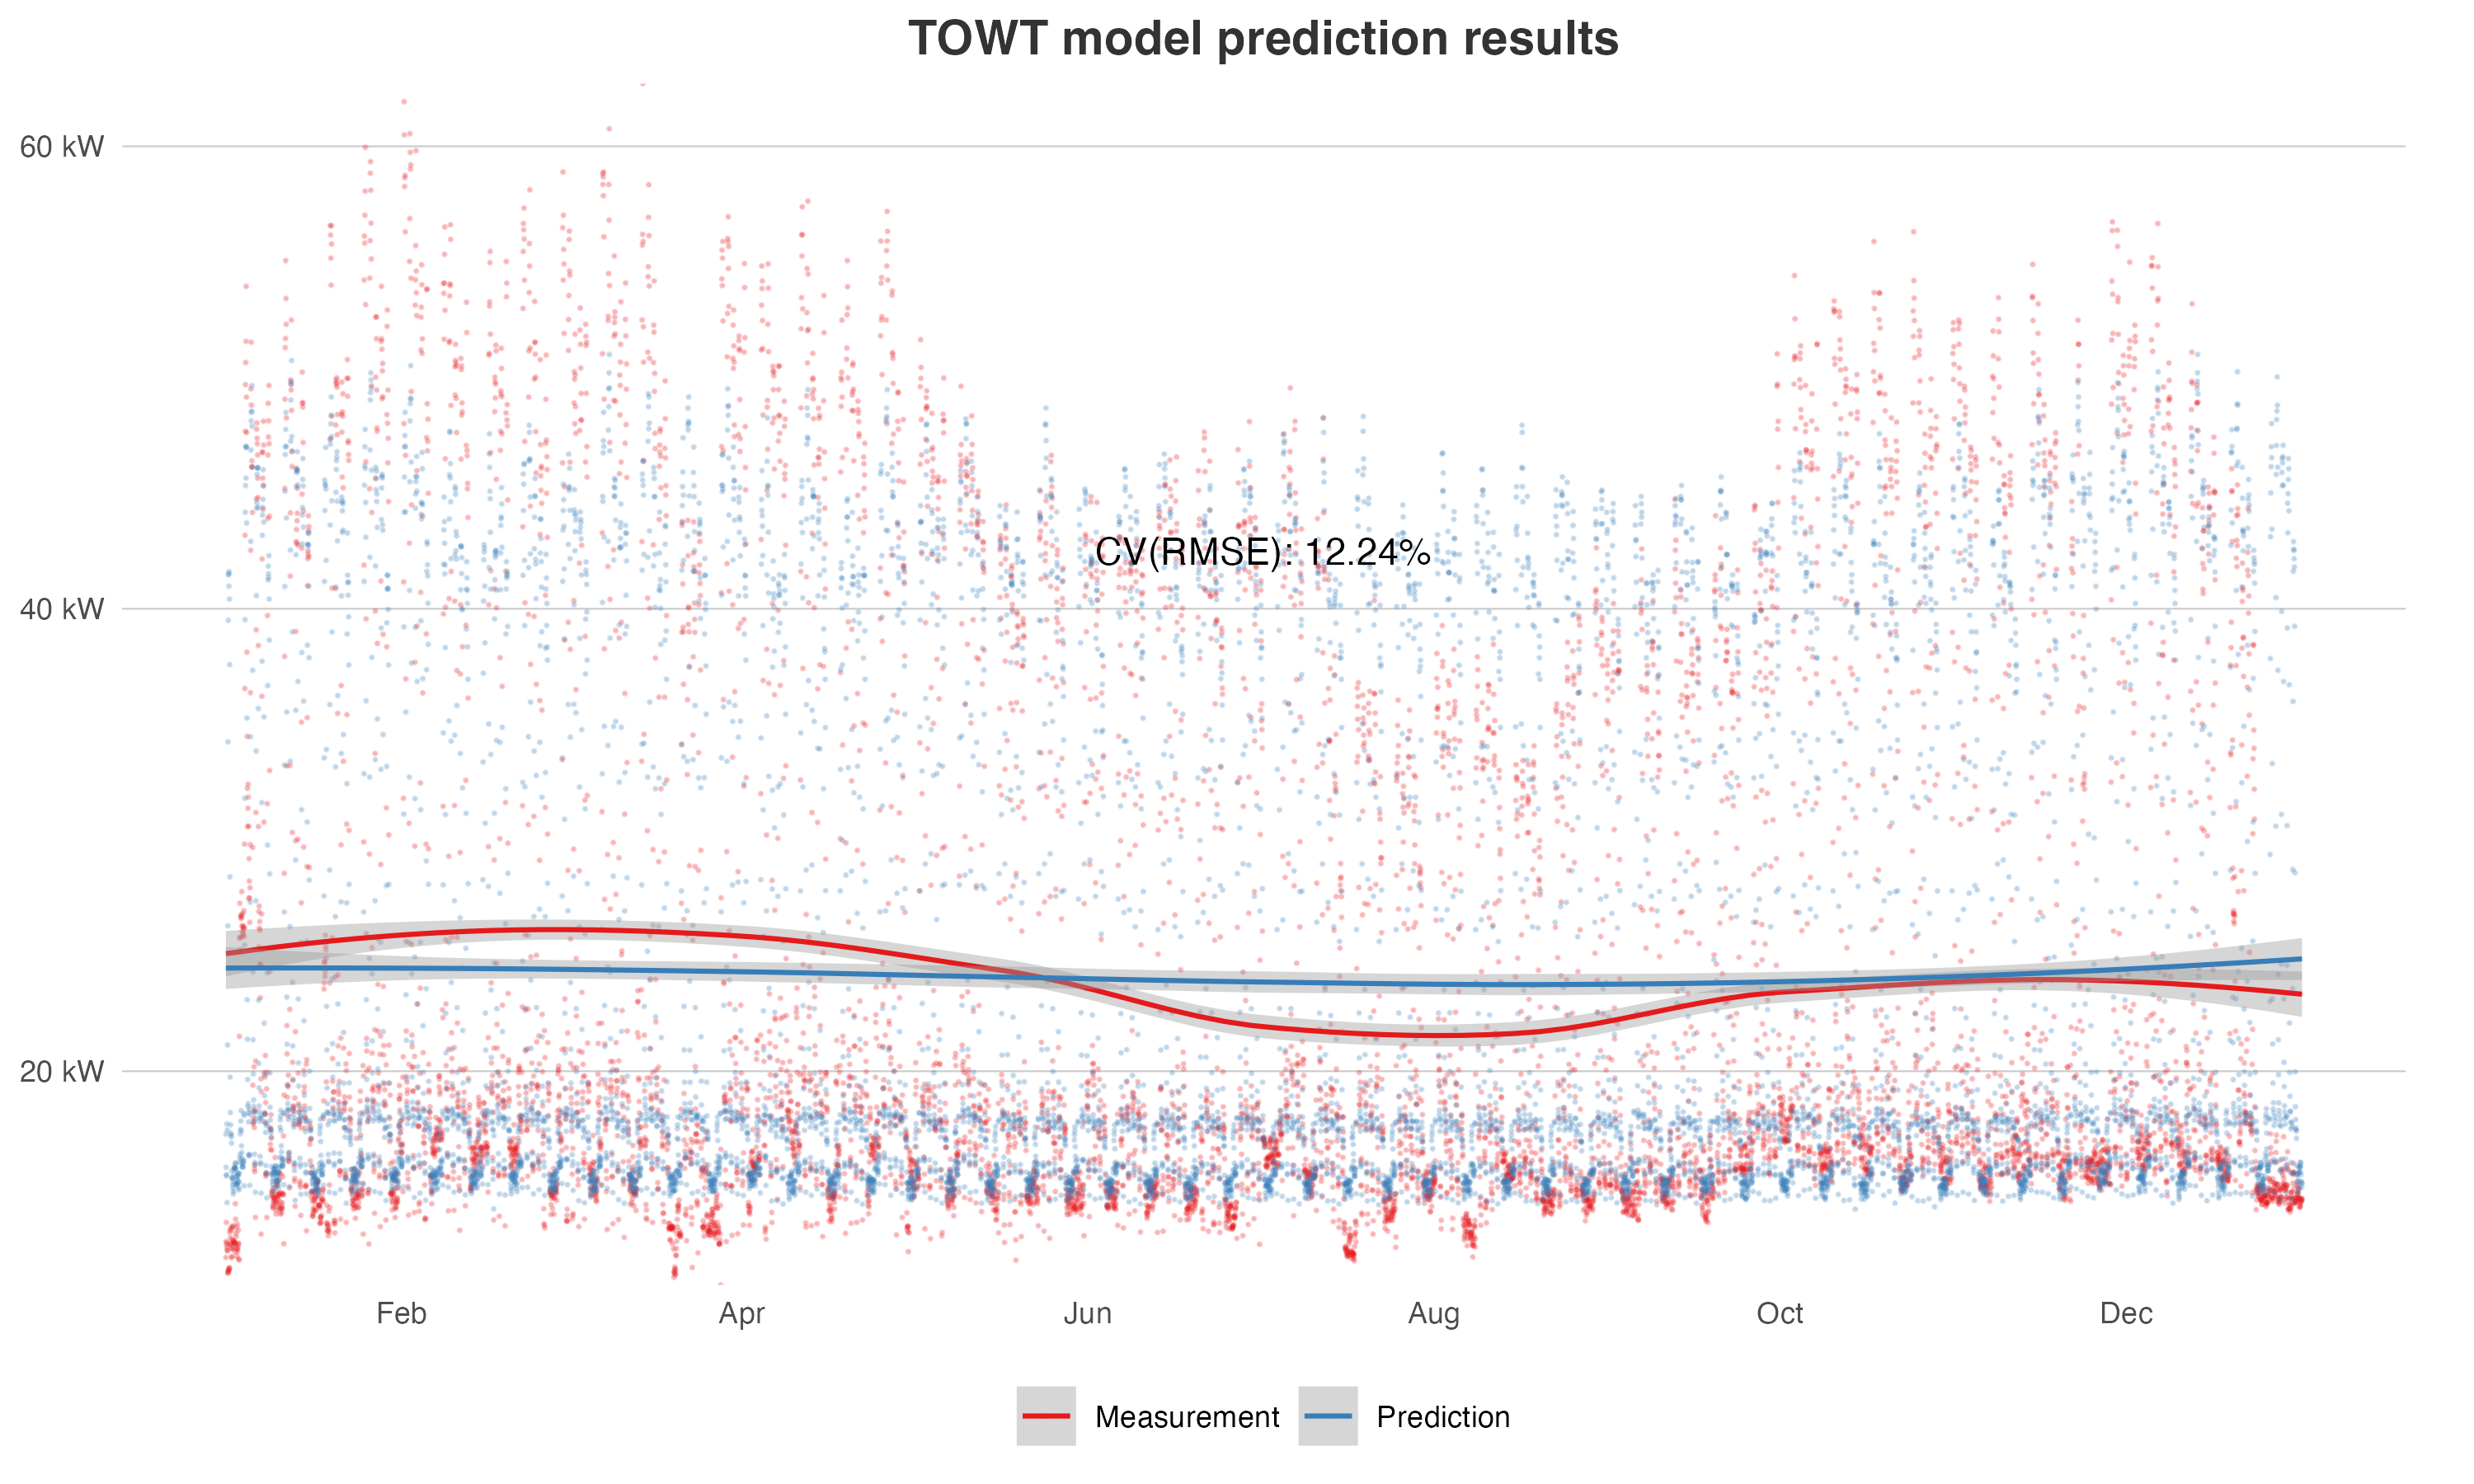 TOWT model prediction results
60 kW
40 kW
20 kW
CV(RMSE): 12.24%
Feb Apr Jun Aug Oct Dec
Measurement Prediction